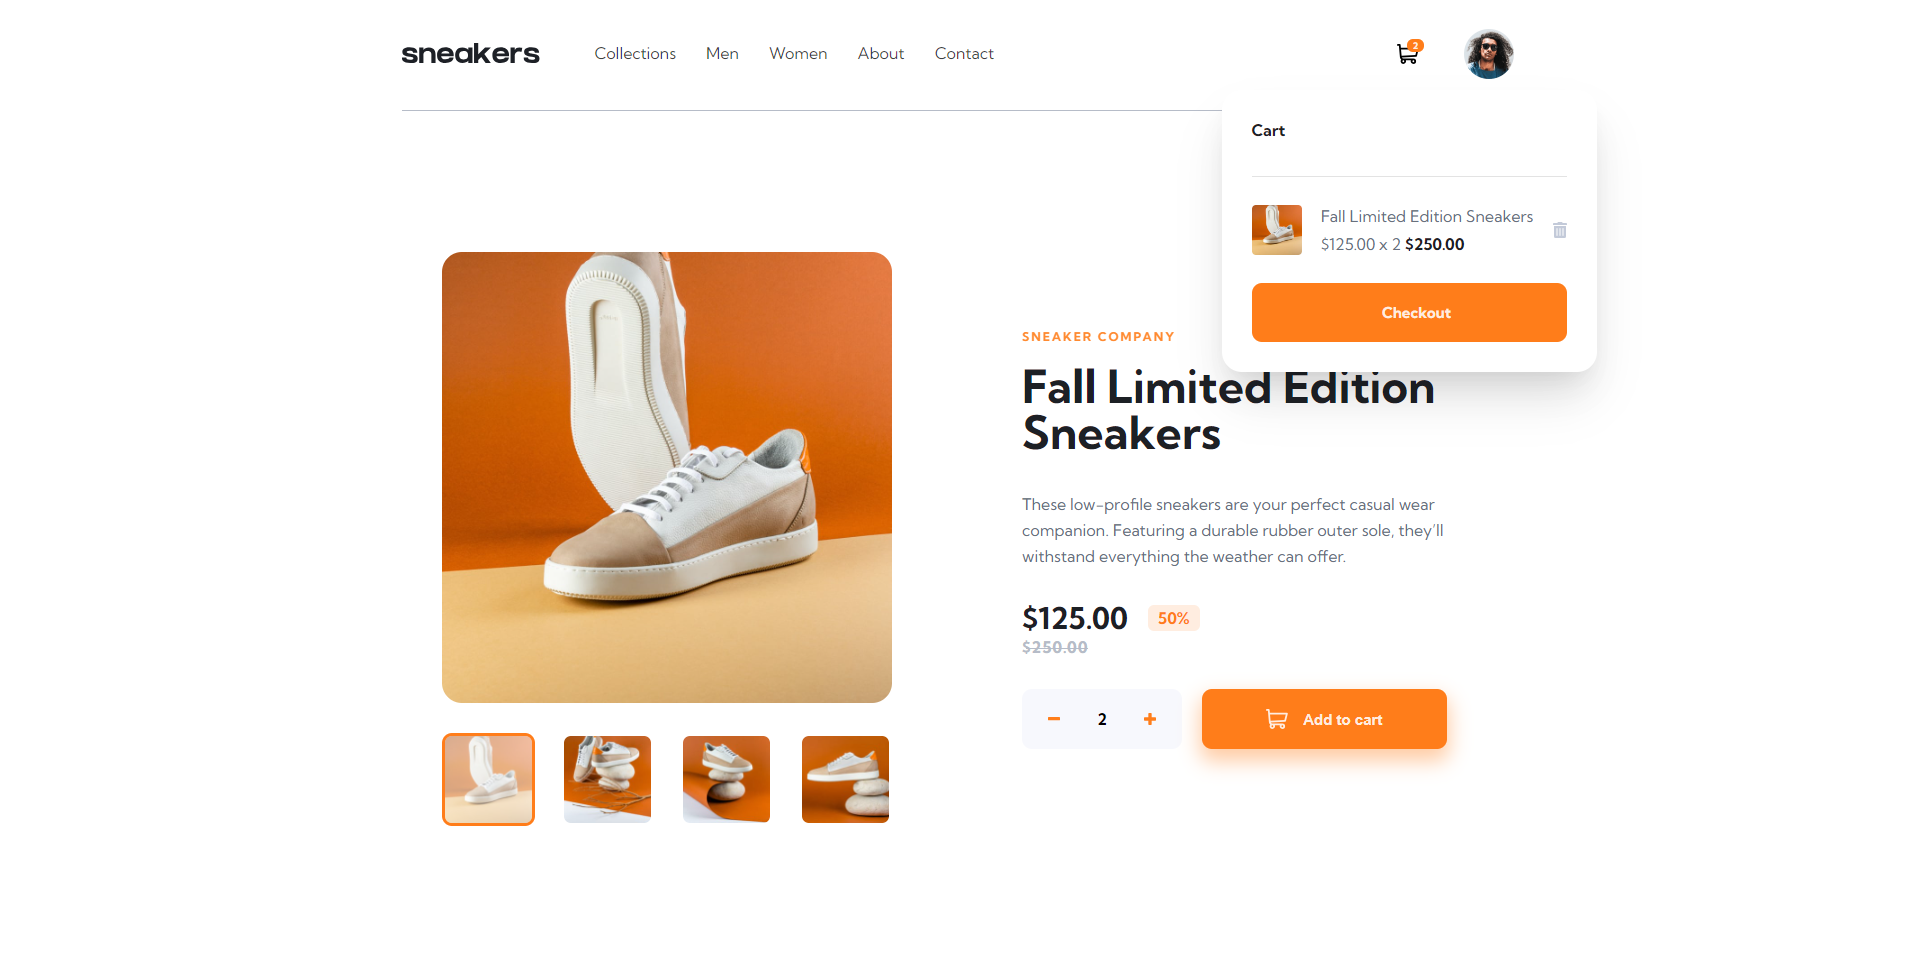 sneakers
Collections
Men
Women
About
Contact
2
Cart
Fall Limited Edition Sneakers
$125.00 x 2 $250.00
Checkout
SNEAKER COMPANY
Fall Limited Edition
Sneakers
These low-profile sneakers are your perfect casual wear
companion. Featuring a durable rubber outer sole, they’ll
withstand everything the weather can offer.
$125.00
50%
$250.00
2
Add to cart